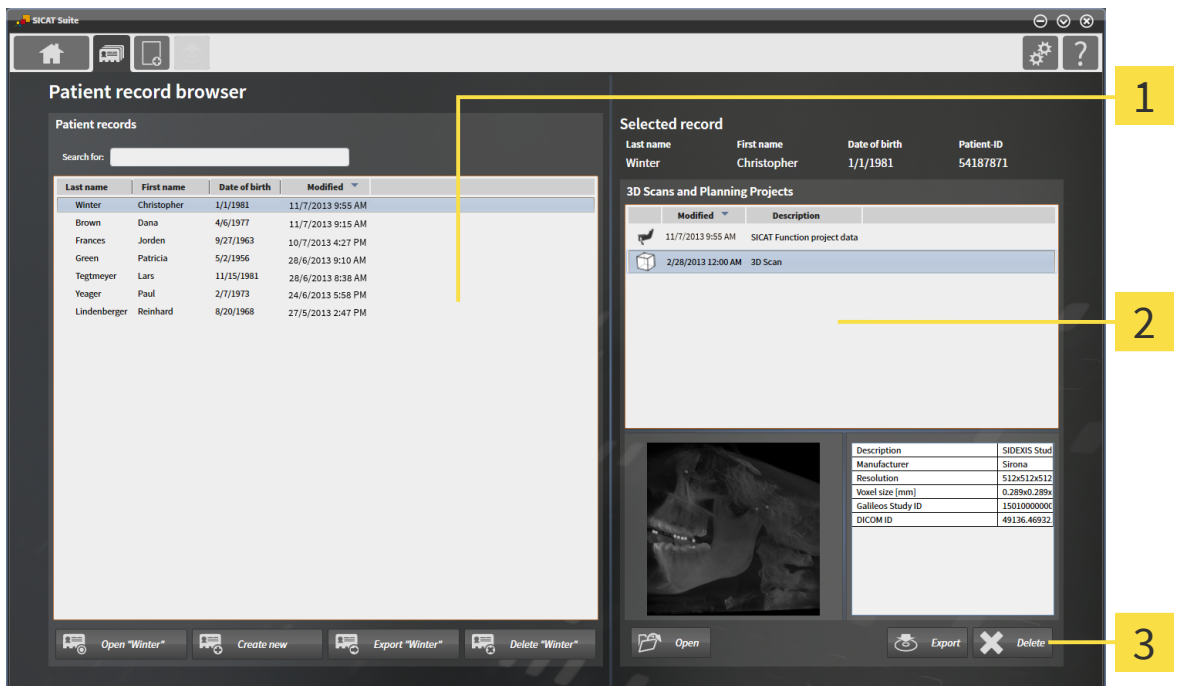 SICAT Suite
?
Patient record browser
Patient records
Search for:
Last name First name Date of birth Modified
Winter Christopher 1/1/1981 11/7/2013 9:55 AM
Brown Dana 4/6/1977 11/7/2013 9:15 AM
Frances Jorden 9/27/1963 10/7/2013 4:27 PM
Green Patricia 5/2/1956 28/6/2013 9:10 AM
Tegtmeyer Lars 11/15/1981 28/6/2013 8:38 AM
Yeager Paul 2/7/1973 24/6/2013 5:58 PM
Lindenberger Reinhard 8/20/1968 27/5/2013 2:47 PM
Open "Winter" Create new Export "Winter" Delete "Winter"
Selected record
Last name First name Date of birth Patient-ID
Winter Christopher 1/1/1981 54187871
3D Scans and Planning Projects
Modified Description
11/7/2013 9:55 AM SICAT Function project data
2/28/2013 12:00 AM 3D Scan
Description SIDEXIS Stud
Manufacturer Sirona
Resolution 512x512x512
Voxel size [mm] 0.289x0.289x
Galileos Study ID 1501000000C
DICOM ID 49136.46932.
Open Export Delete
1
2
3